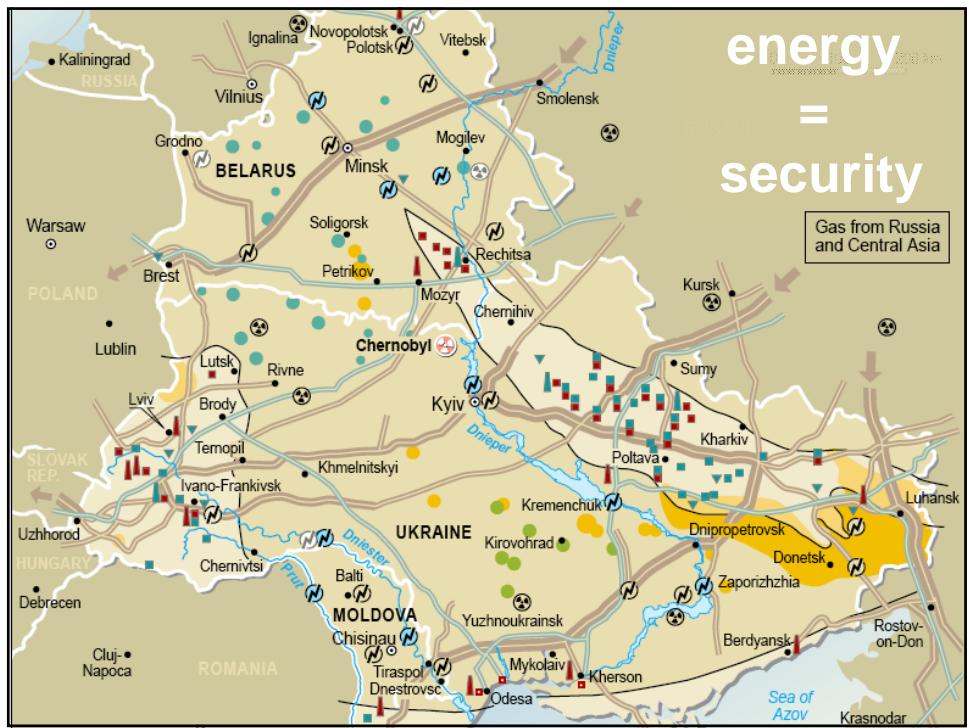 energy
=
security
Gas from Russia
and Central Asia
Ignalina
Novopolotsk
Polotsk
Vitebsk
Dnieper
Kaliningrad
RUSSIA
Vilnius
Smolensk
Grodno
Minsk
Mogilev
BELARUS
Warsaw
Soligorsk
Rechitsa
Brest
Petrikov
Mozyr
Kursk
POLAND
Chernihiv
Lublin
Chernobyl
Sumy
Lutsk
Rivne
Lviv
Brody
Kyiv
Dnieper
Kharkiv
Ternopil
Khmelnitskyi
Poltava
SLOVAK
REP.
Ivano-Frankivsk
Kremenchuk
Luhansk
Uzhhorod
UKRAINE
Dnipropetrovsk
Kirovohrad
Donetsk
HUNGARY
Chernivtsi
Dniester
Prut
Balti
Zaporizhzhia
Debrecen
MOLDOVA
Yuzhnoukrainsk
Chisinau
Rostov-
on-Don
Berdyansk
Cluj-
Napoca
ROMANIA
Tiraspol
Dnestrovsc
Mykolaiv
Kherson
Odesa
Sea of
Azov
Krasnodar